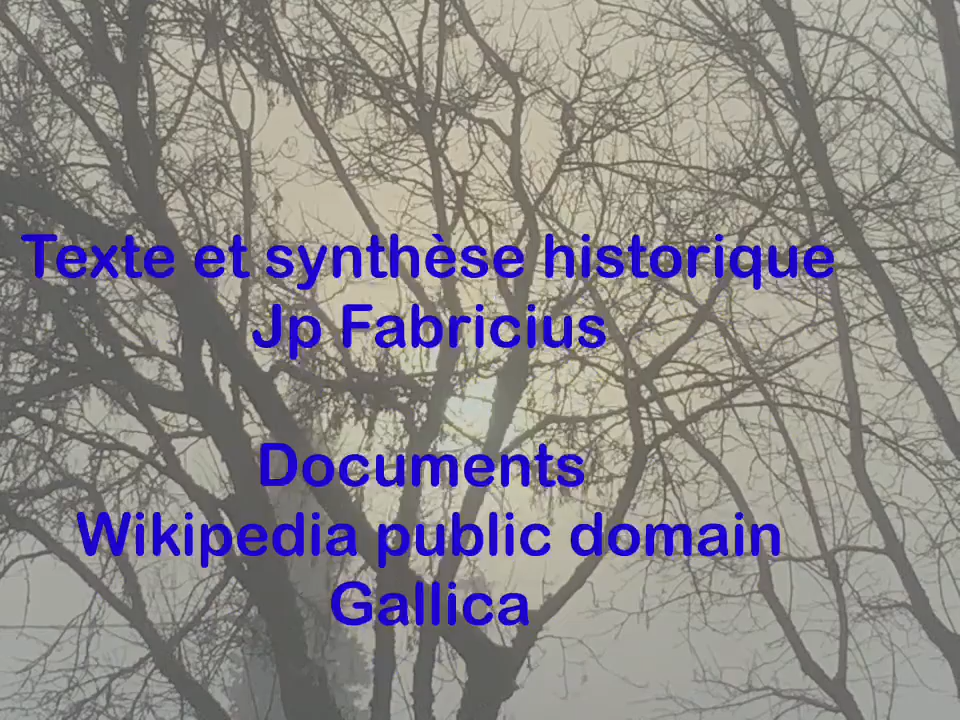 Texte et synthèse historique
Jp Fabricius
Documents
Wikipedia public domain
Gallica